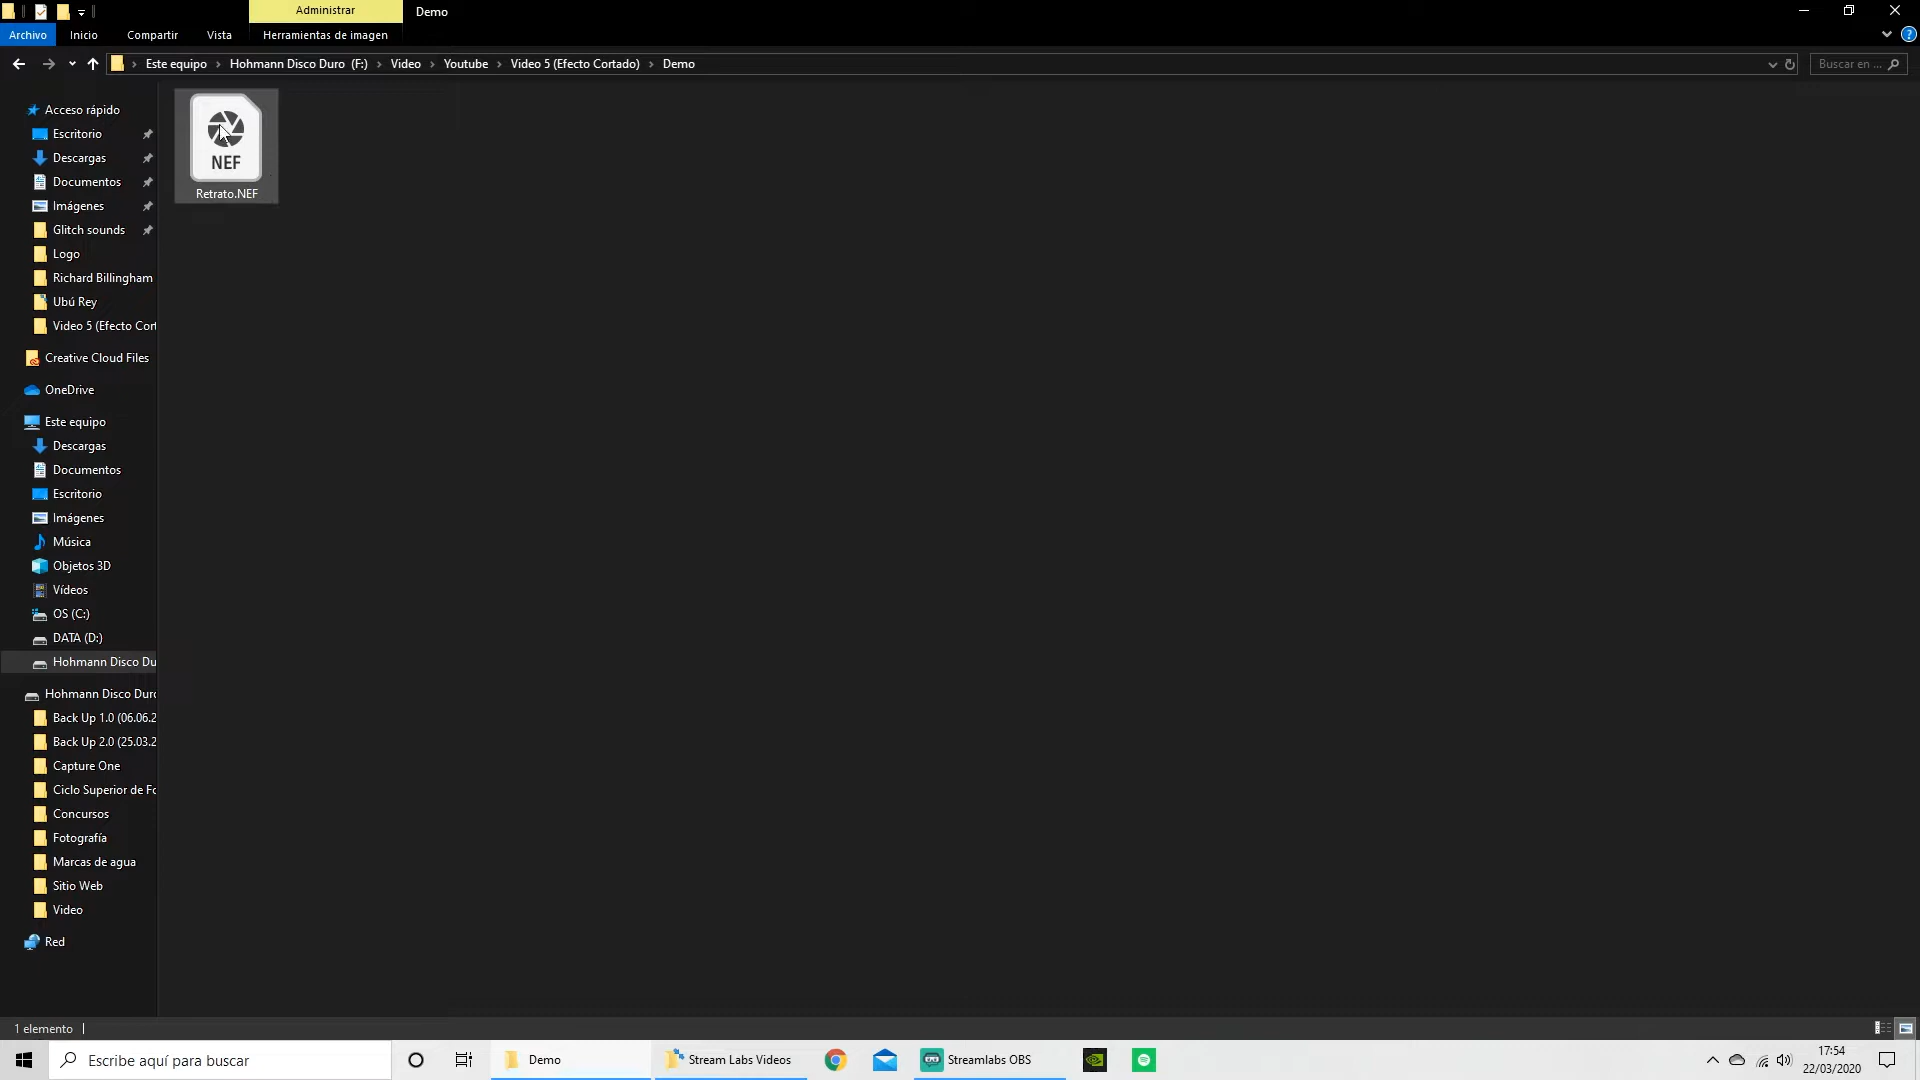 Administrar
Demo
Archivo
Inicio
Compartir
Vista
Herramientas de imagen
Este equipo
Hohmann Disco Duro (F:)
Video
Youtube
Video 5 (Efecto Cortado)
Demo
Buscar en ...
NEF
Retrato.NEF
Acceso rápido
Escritorio
Descargas
Documentos
Imágenes
Glitch sounds
Logo
Richard Billingham
Ubú Rey
Video 5 (Efecto Cort
Creative Cloud Files
OneDrive
Este equipo
Descargas
Documentos
Escritorio
Imágenes
Música
Objetos 3D
Vídeos
OS (C:)
DATA (D:)
Hohmann Disco Du
Hohmann Disco Duro
Back Up 1.0 (06.06.2
Back Up 2.0 (25.03.2
Capture One
Ciclo Superior de Fo
Concursos
Fotografía
Marcas de agua
Sitio Web
Video
Red
1 elemento
Escribe aquí para buscar
Demo
Stream Labs Videos
Streamlabs OBS
17:54
22/03/2020